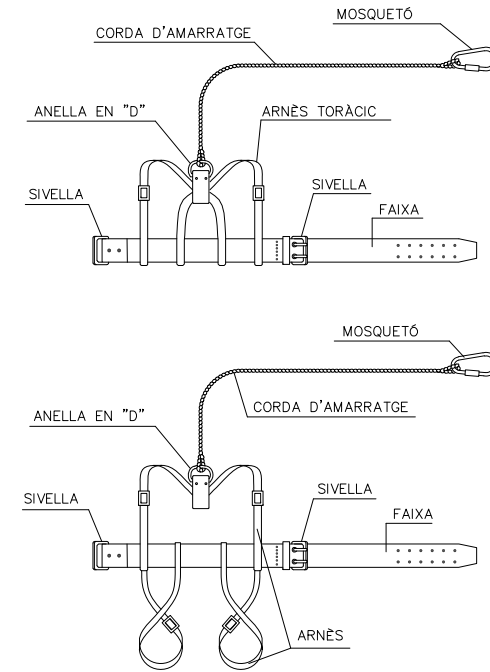 MOSQUETÓ
CORDA D'AMARRATGE
ANELLA EN "D"
ARNÈS TORÀCIC
SIVELLA
SIVELLA
FAIXA
MOSQUETÓ
CORDA D'AMARRATGE
ANELLA EN "D"
SIVELLA
SIVELLA
FAIXA
ARNÈS